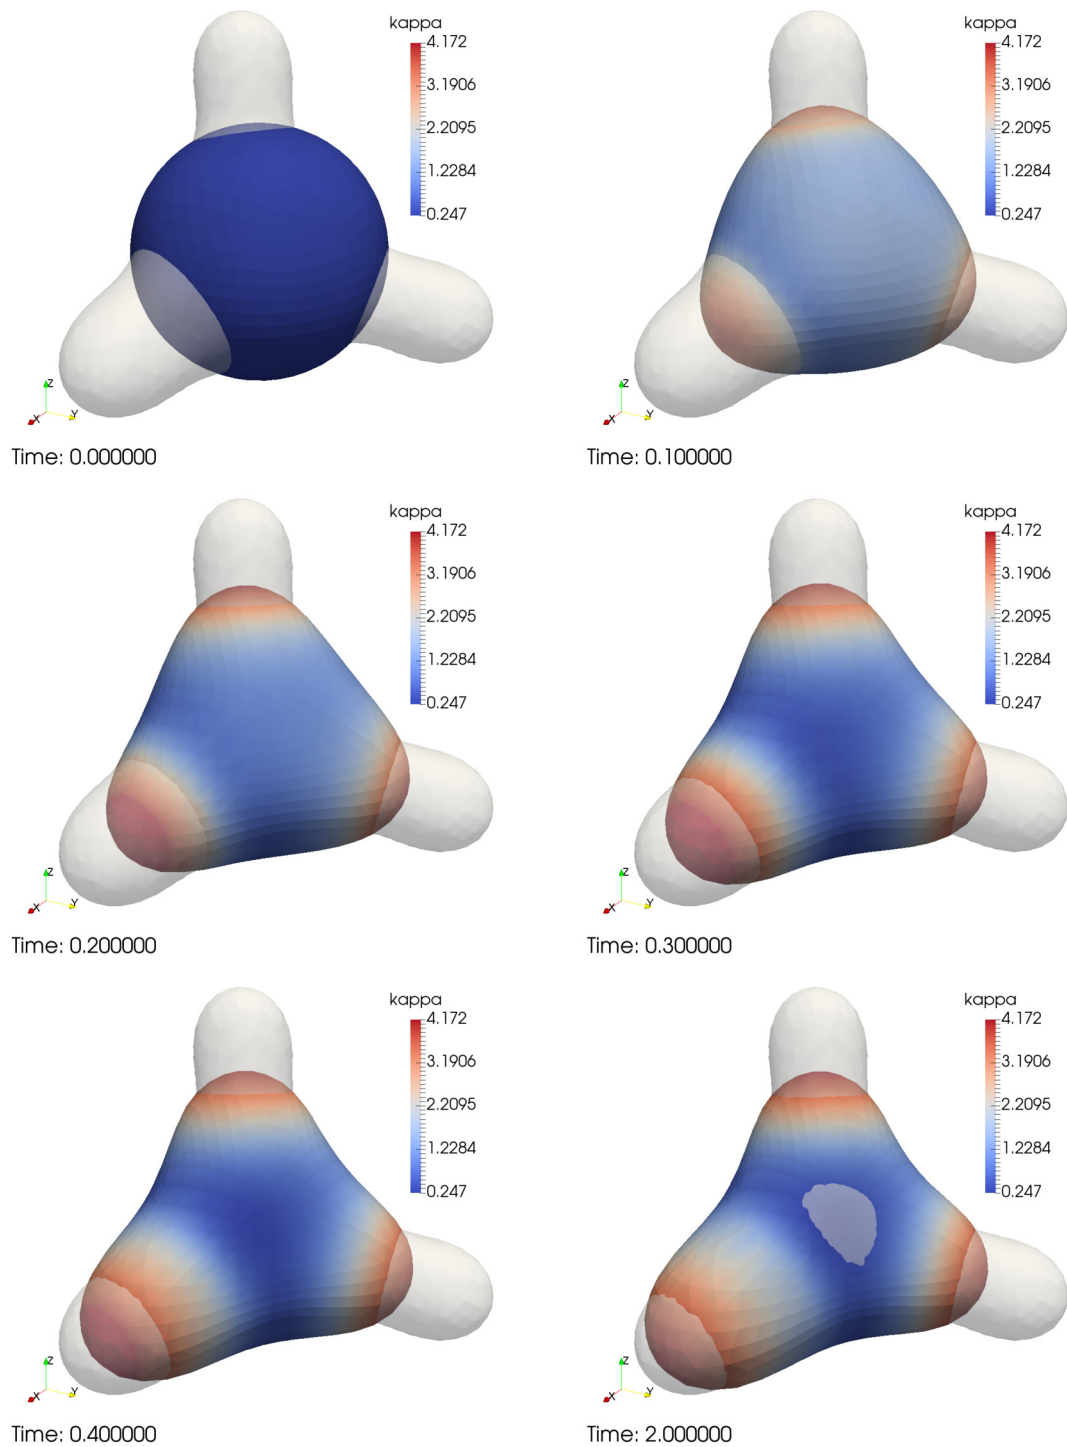 kappa
4.172
3.1906
2.2095
1.2284
0.247
Z
X
Y
Time: 0.000000
kappa
4.172
3.1906
2.2095
1.2284
0.247
Z
X
Y
Time: 0.100000
kappa
4.172
3.1906
2.2095
1.2284
0.247
Z
X
Y
Time: 0.200000
kappa
4.172
3.1906
2.2095
1.2284
0.247
Z
X
Y
Time: 0.300000
kappa
4.172
3.1906
2.2095
1.2284
0.247
Z
X
Y
Time: 0.400000
kappa
4.172
3.1906
2.2095
1.2284
0.247
Z
X
Y
Time: 2.000000